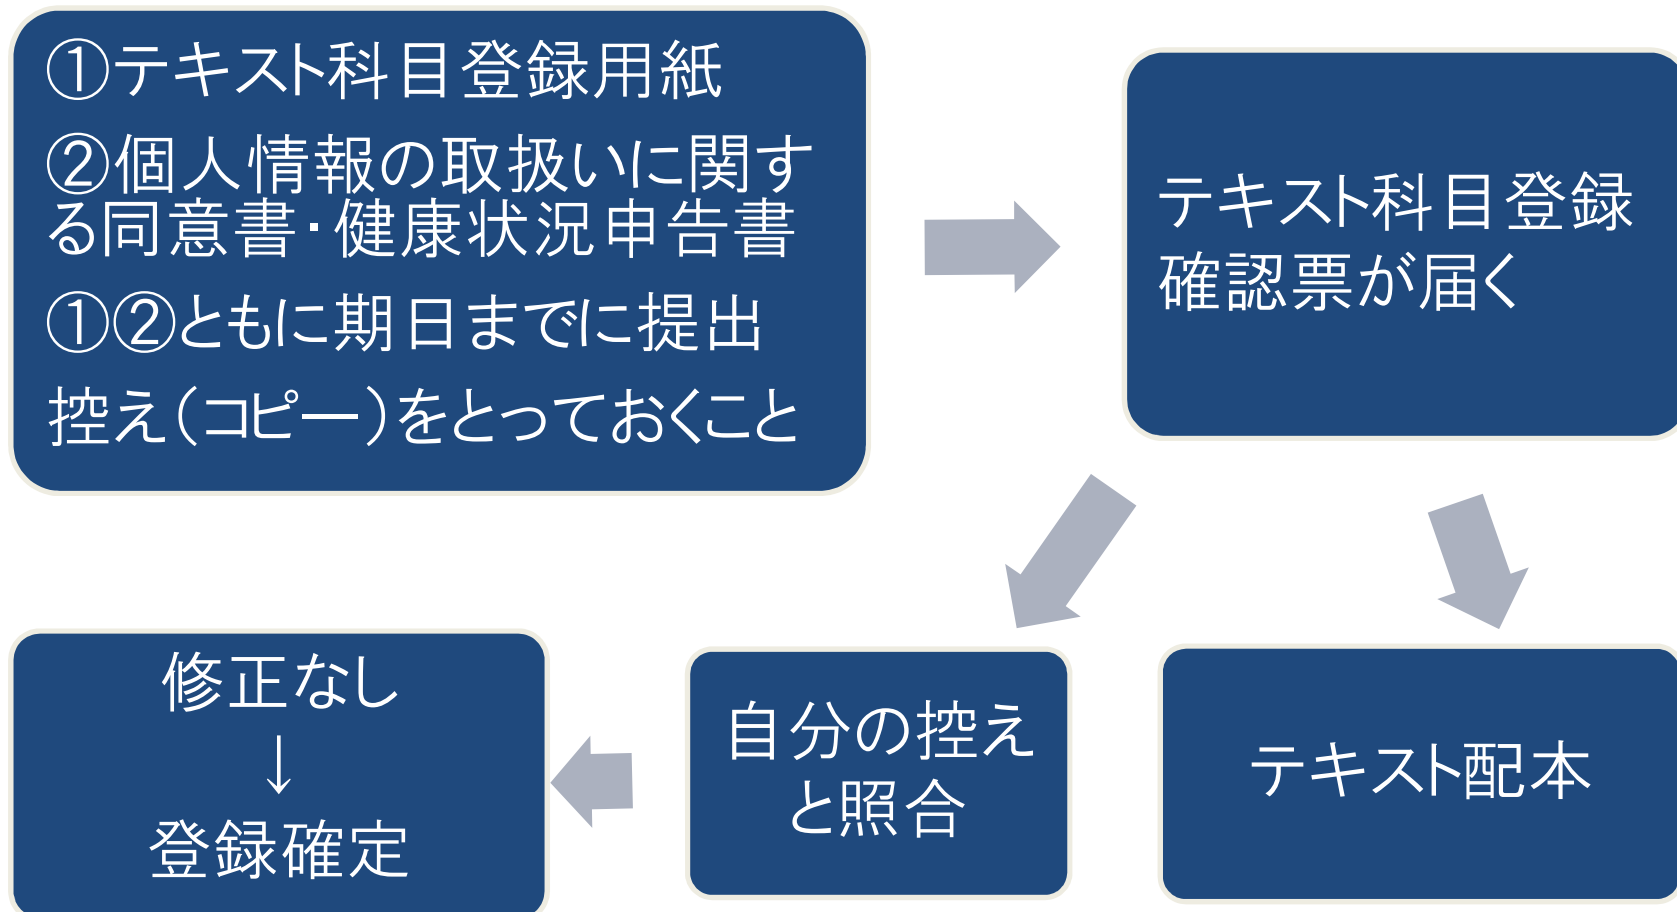 ①テキスト科目登録用紙
②個人情報の取扱いに関す
る同意書・健康状況申告書
①②ともに期日までに提出
控え(コピー)をとっておくこと
テキスト科目登録
確認票が届く
自分の控え
と照合
テキスト配本
修正なし
↓
登録確定